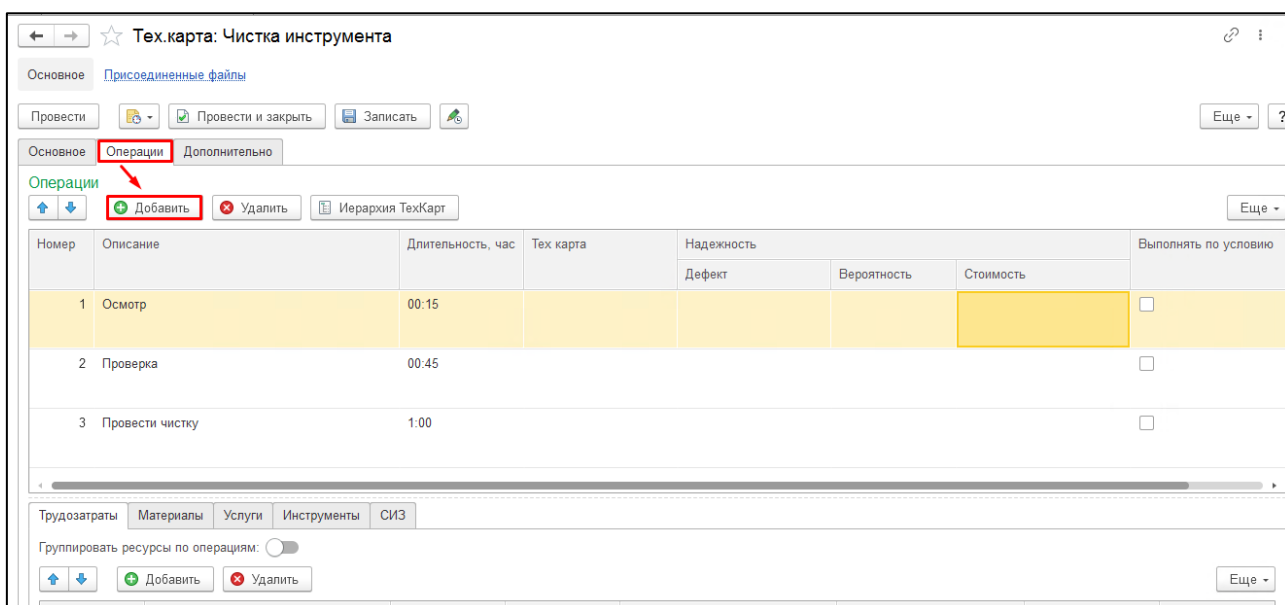 Тех.карта: Чистка инструмента
Основное Присоединенные файлы
Провести Провести и закрыть Записать Еще ?
Основное Операции Дополнительно
Операции
Добавить Удалить Иерархия ТехКарт Еще
Номер Описание Длительность, час Тех карта Надежность Выполнять по условию
Дефект Вероятность Стоимость
1 Осмотр 00:15
2 Проверка 00:45
3 Провести чистку 1:00
Трудозатраты Материалы Услуги Инструменты СИЗ
Группировать ресурсы по операциям:
Добавить Удалить Еще